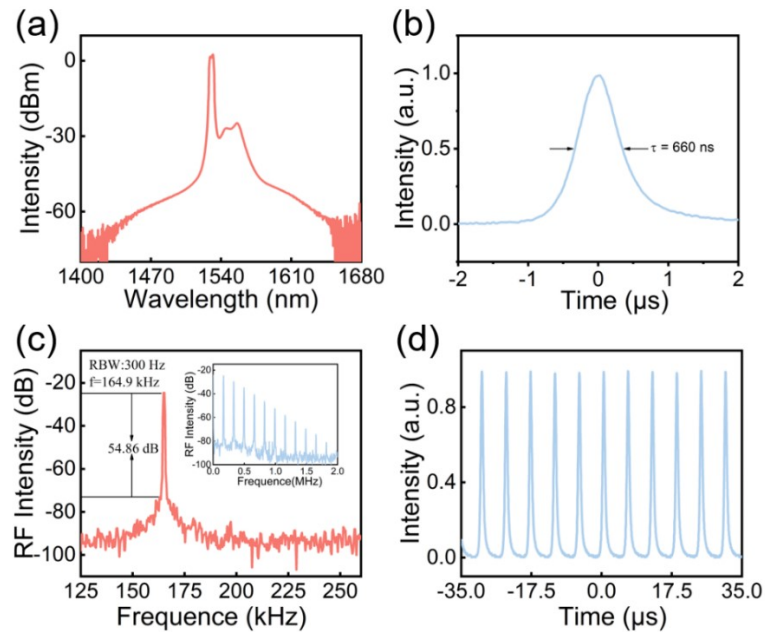 (a)
0
-30
-60
Intensity (dBm)
1400 1470 1540 1610 1680
Wavelength (nm)
(b)
1.0
0.5
0.0
Intensity (a.u.)
τ = 660 ns
-2 -1 0 1 2
Time (μs)
(c)
-20
-40
-60
-80
-100
RF Intensity (dB)
RBW:300 Hz
f=164.9 kHz
54.86 dB
-20
-40
-60
-80
-100
RF Intensity (dB)
0.0 0.5 1.0 1.5 2.0
Frequency(MHz)
125 150 175 200 225 250
Frequence (kHz)
(d)
0.8
0.4
0.0
Intensity (a.u.)
-35.0 -17.5 0.0 17.5 35.0
Time (μs)